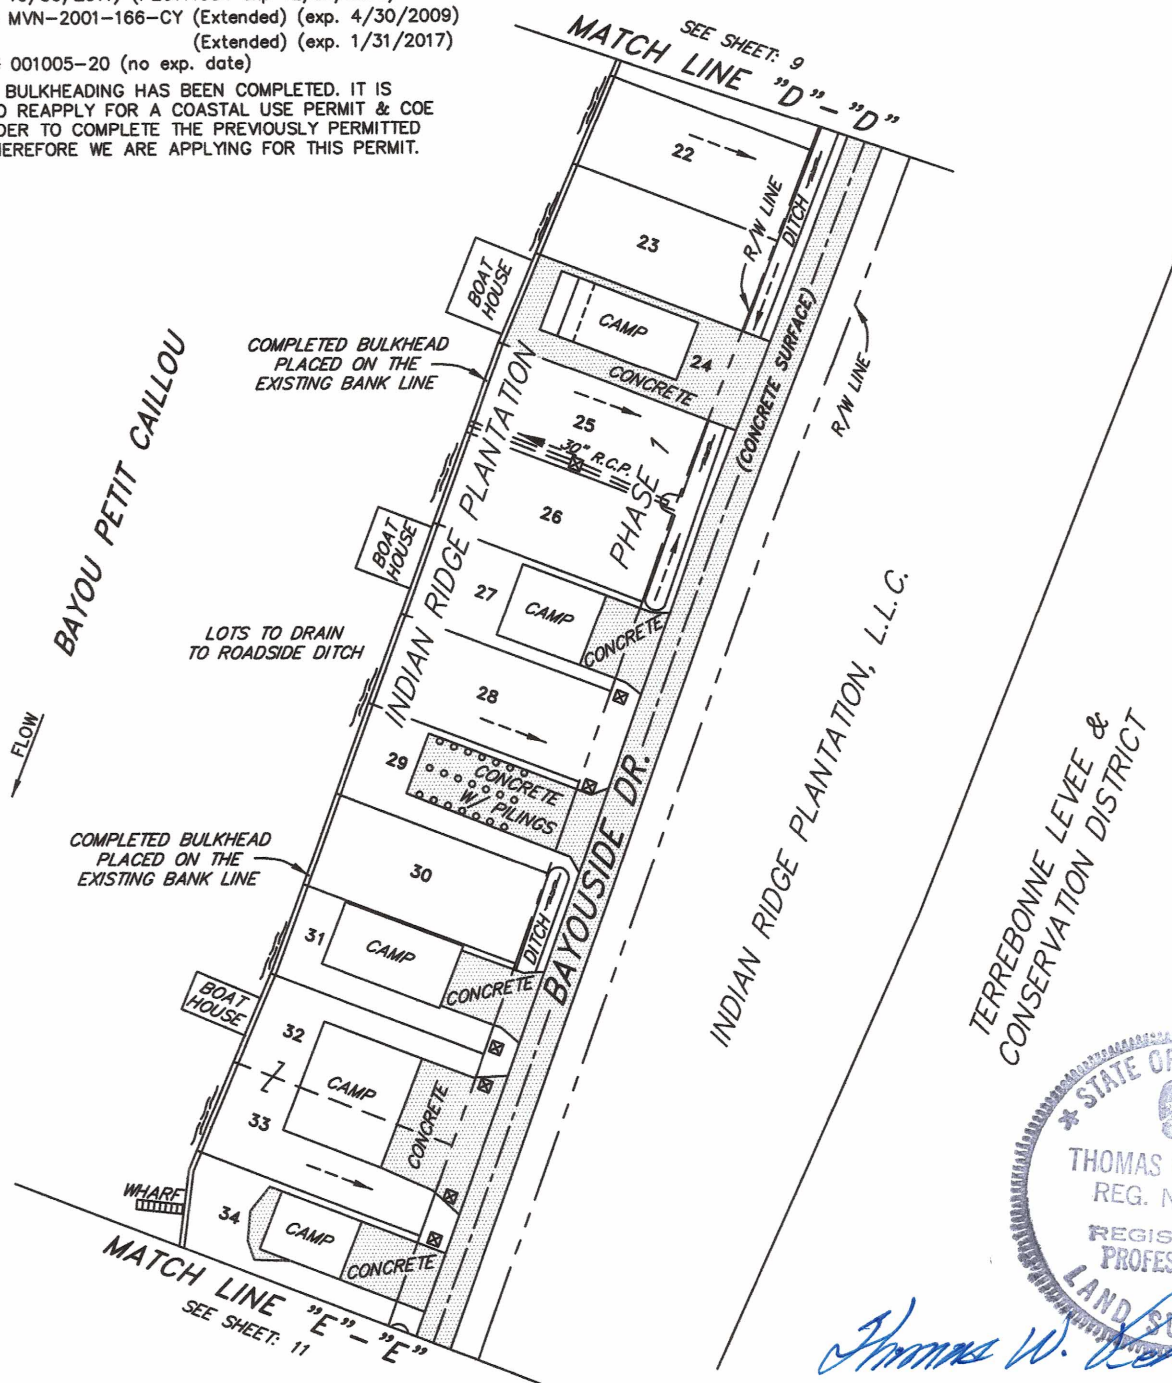 MVN-2001-166-CY (Extended) (exp. 4/30/2009)
(Extended) (exp. 1/31/2017)
001005-20 (no exp. date)
BULKHEADING HAS BEEN COMPLETED. IT IS
REAPPLY FOR A COASTAL USE PERMIT & COE
TO COMPLETE THE PREVIOUSLY PERMITTED
WE ARE APPLYING FOR THIS PERMIT.
SEE SHEET: 9
MATCH LINE "D"-"D"
22
23
R/W LINE
DITCH
BOAT
HOUSE
CAMP
24
CONCRETE
(CONCRETE SURFACE)
R/W LINE
COMPLETED BULKHEAD
PLACED ON THE
EXISTING BANK LINE
BAYOU PETIT CAILLOU
INDIAN RIDGE PLANTATION
PHASE 1
25
30" R.C.P.
26
BOAT
HOUSE
27
CAMP
CONCRETE
LOTS TO DRAIN
TO ROADSIDE DITCH
28
FLOW
29
CONCRETE
W/ PILINGS
BAYOUSIDE DR.
INDIAN RIDGE PLANTATION, L.L.C.
TERREBONNE LEVEE &
CONSERVATION DISTRICT
COMPLETED BULKHEAD
PLACED ON THE
EXISTING BANK LINE
30
DITCH
31
CAMP
CONCRETE
BOAT
HOUSE
32
CAMP
CONCRETE
33
WHARF
34
CAMP
CONCRETE
MATCH LINE "E"-"E"
SEE SHEET: 11
STATE OF
THOMAS
REG. N
REGIS
PROFES
LAND SU
Thomas W.